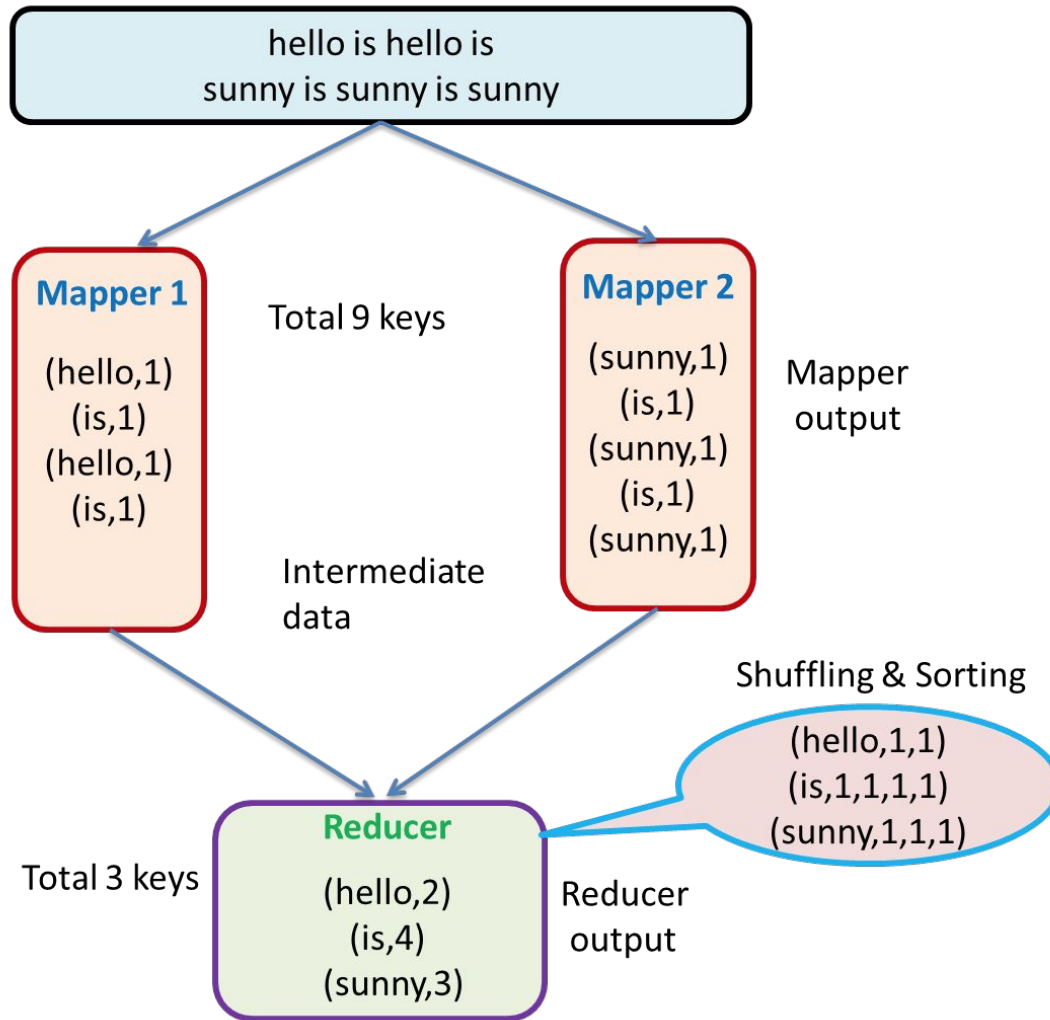 hello is hello is
sunny is sunny is sunny
Mapper 1
(hello,1)
(is,1)
(hello,1)
(is,1)
Total 9 keys
Mapper 2
(sunny,1)
(is,1)
(sunny,1)
(is,1)
(sunny,1)
Mapper
output
Intermediate
data
Shuffling & Sorting
(hello,1,1)
(is,1,1,1,1)
(sunny,1,1,1)
Total 3 keys
Reducer
(hello,2)
(is,4)
(sunny,3)
Reducer
output